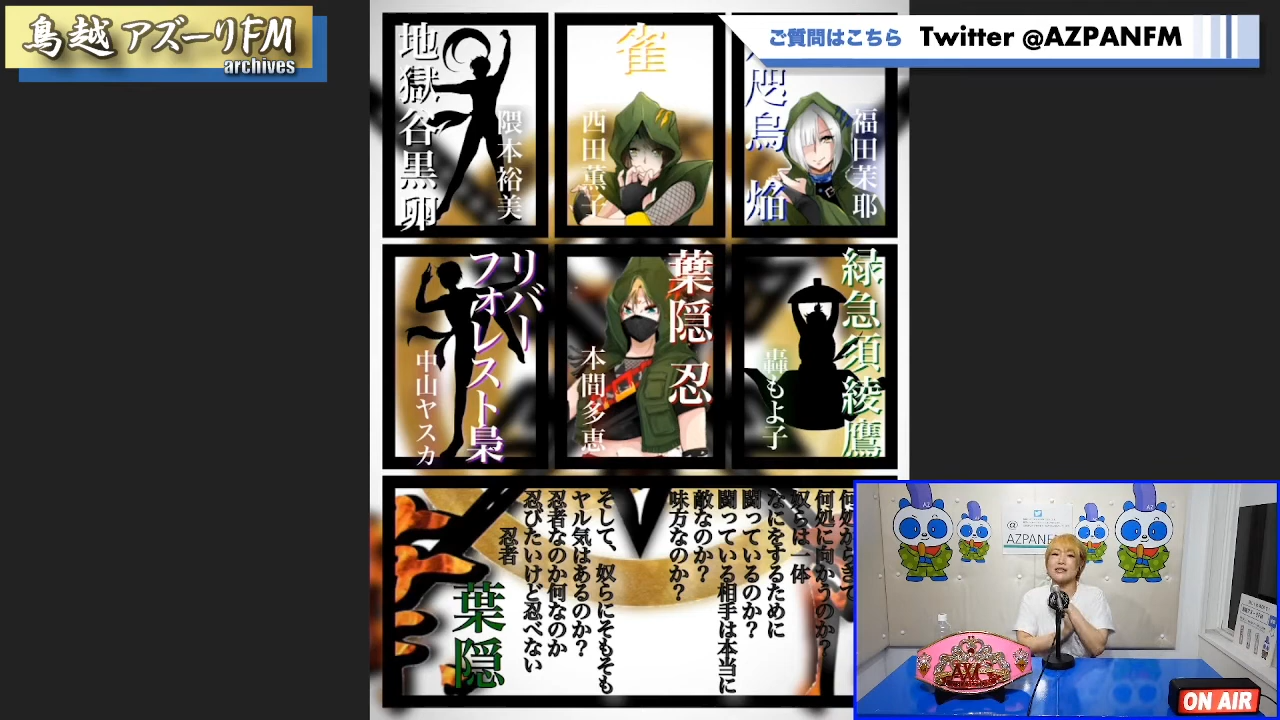 鳥越アズーリFM
archives
ご質問はこちら Twitter @AZPANFM
地獄谷黒卵
隈本裕美
雀
西田薫子
咫烏 焔
福田茉耶
リバー
フォレスト梟
中山ヤスカ
葉隠 忍
本間多恵
緑急須綾鷹
轟もよ子
何処からきて
何処に向かうのか?
奴らは一体
なにをするために
闘っているのか?
闘っている相手は本当に
敵なのか?
味方なのか?
そして、奴らにそもそも
ヤル気はあるのか?
忍者なのか何なのか
忍びたいけど忍べない
忍者
葉隠
@
AZPANF
ON AIR